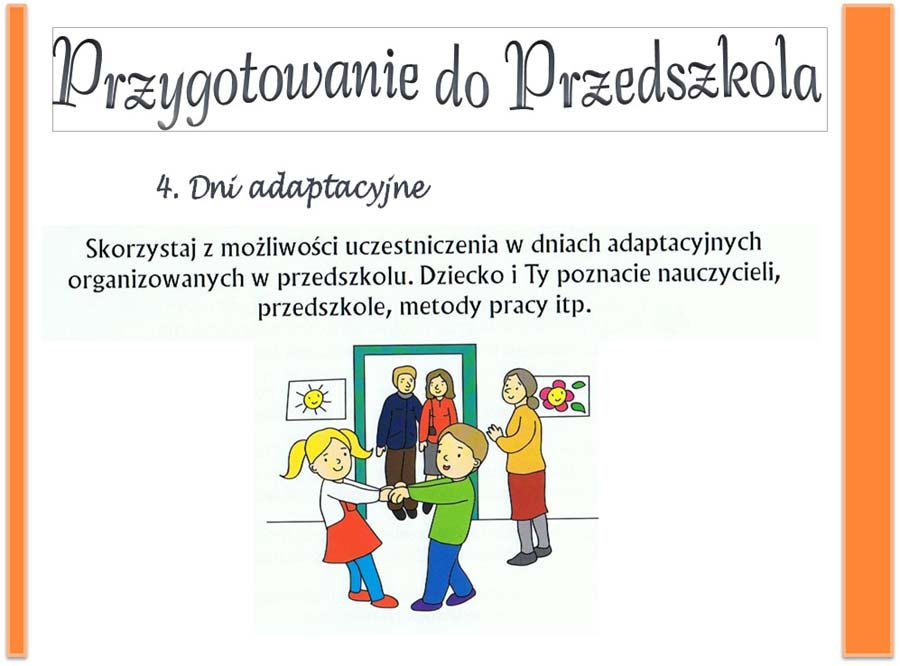 Przygotowanie do Przedszkola
4. Dni adaptacyjne
Skorzystaj z możliwości uczestniczenia w dniach adaptacyjnych
organizowanych w przedszkolu. Dziecko i Ty poznacie nauczycieli,
przedszkole, metody pracy itp.